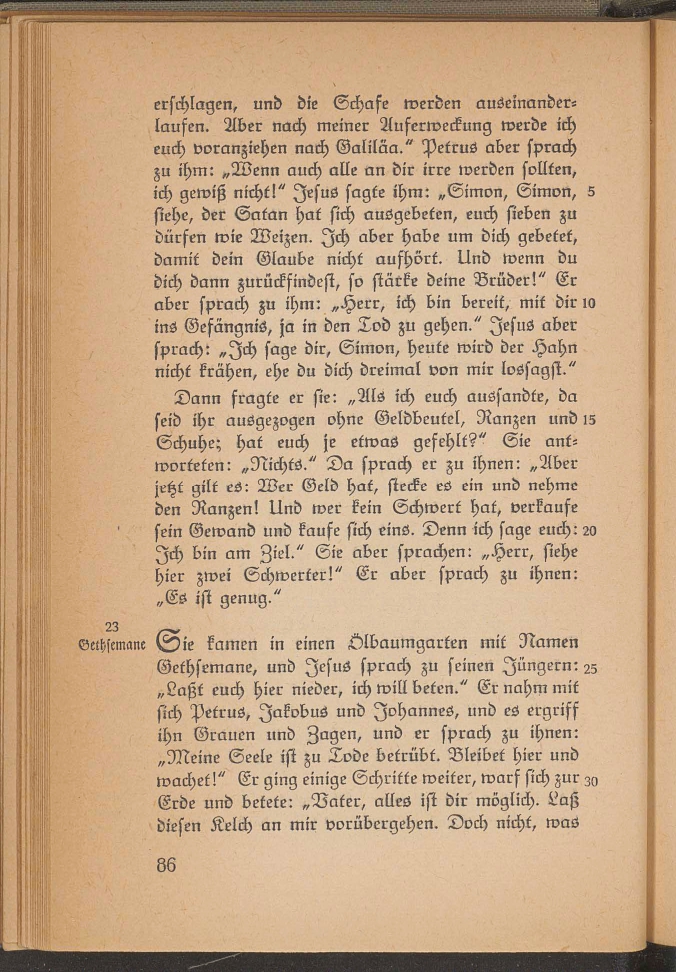 erschlagen, und die Schafe werden auseinander-
laufen. Aber nach meiner Auferweckung werde ich
euch voranziehen nach Galiläa.“ Petrus aber sprach
zu ihm: „Wenn auch alle an dir irre werden sollten,
ich gewiß nicht!“ Jesus sagte ihm: „Simon, Simon, 5
siehe, der Satan hat sich ausgebeten, euch sieben zu
dürfen wie Weizen. Ich aber habe um dich gebetet,
damit dein Glaube nicht aufhört. Und wenn du
dich dann zurückfindest, so stärke deine Brüder!“ Er
aber sprach zu ihm: „Herr, ich bin bereit, mit dir 10
ins Gefängnis, ja in den Tod zu gehen.“ Jesus aber
sprach: „Ich sage dir, Simon, heute wird der Hahn
nicht krähen, ehe du dich dreimal von mir lossagst.“
Dann fragte er sie: „Als ich euch aussandte, da
seid ihr ausgezogen ohne Geldbeutel, Ranzen und 15
Schuhe; hat euch je etwas gefehlt?“ Sie ant-
worteten: „Nichts.“ Da sprach er zu ihnen: „Aber
jetzt gilt es: Wer Geld hat, stecke es ein und nehme
den Ranzen! Und wer kein Schwert hat, verkaufe
sein Gewand und kaufe sich eins. Denn ich sage euch: 20
Ich bin am Ziel.“ Sie aber sprachen: „Herr, siehe
hier zwei Schwerter!“ Er aber sprach zu ihnen:
„Es ist genug.“
23
Gethsemane
Sie kamen in einen Ölbaumgarten mit Namen
Gethsemane, und Jesus sprach zu seinen Jüngern: 25
„Laßt euch hier nieder, ich will beten.“ Er nahm mit
sich Petrus, Jakobus und Johannes, und es ergriff
ihn Grauen und Zagen, und er sprach zu ihnen:
„Meine Seele ist zu Tode betrübt. Bleibet hier und
wachet!“ Er ging einige Schritte weiter, warf sich zur 30
Erde und betete: „Vater, alles ist dir möglich. Laß
diesen Kelch an mir vorübergehen. Doch nicht, was
86